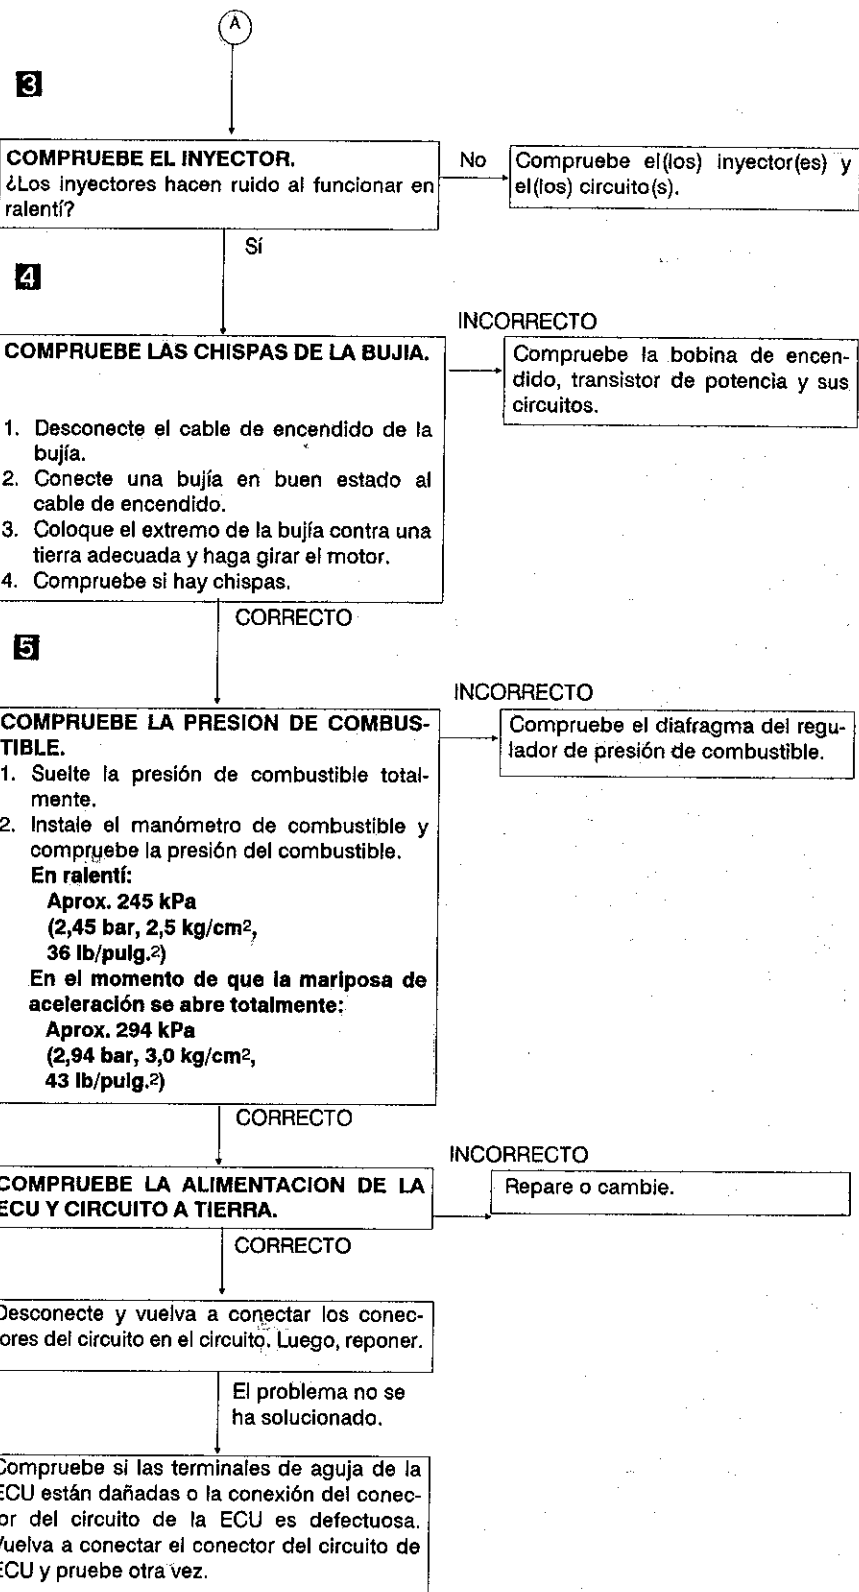 A
3
COMPRUEBE EL INYECTOR.
¿Los inyectores hacen ruido al funcionar en
ralentí?
No
Compruebe el(los) inyector(es) y
el(los) circuito(s).
Sí
4
INCORRECTO
COMPRUEBE LAS CHISPAS DE LA BUJIA.
Compruebe la bobina de encen-
dido, transistor de potencia y sus
circuitos.
1. Desconecte el cable de encendido de la
bujía.
2. Conecte una bujía en buen estado al
cable de encendido.
3. Coloque el extremo de la bujía contra una
tierra adecuada y haga girar el motor.
4. Compruebe si hay chispas.
CORRECTO
5
INCORRECTO
COMPRUEBE LA PRESION DE COMBUS-
TIBLE.
Compruebe el diafragma del regu-
lador de presión de combustible.
1. Suelte la presión de combustible total-
mente.
2. Instale el manómetro de combustible y
compruebe la presión del combustible.
En ralentí:
Aprox. 245 kPa
(2,45 bar, 2,5 kg/cm²,
36 lb/pulg.²)
En el momento de que la mariposa de
aceleración se abre totalmente:
Aprox. 294 kPa
(2,94 bar, 3,0 kg/cm²,
43 lb/pulg.²)
CORRECTO
INCORRECTO
COMPRUEBE LA ALIMENTACION DE LA
ECU Y CIRCUITO A TIERRA.
Repare o cambie.
CORRECTO
Desconecte y vuelva a conectar los conec-
tores del circuito en el circuito. Luego, reponer.
El problema no se
ha solucionado.
Compruebe si las terminales de aguja de la
ECU están dañadas o la conexión del conec-
tor del circuito de la ECU es defectuosa.
Vuelva a conectar el conector del circuito de
ECU y pruebe otra vez.